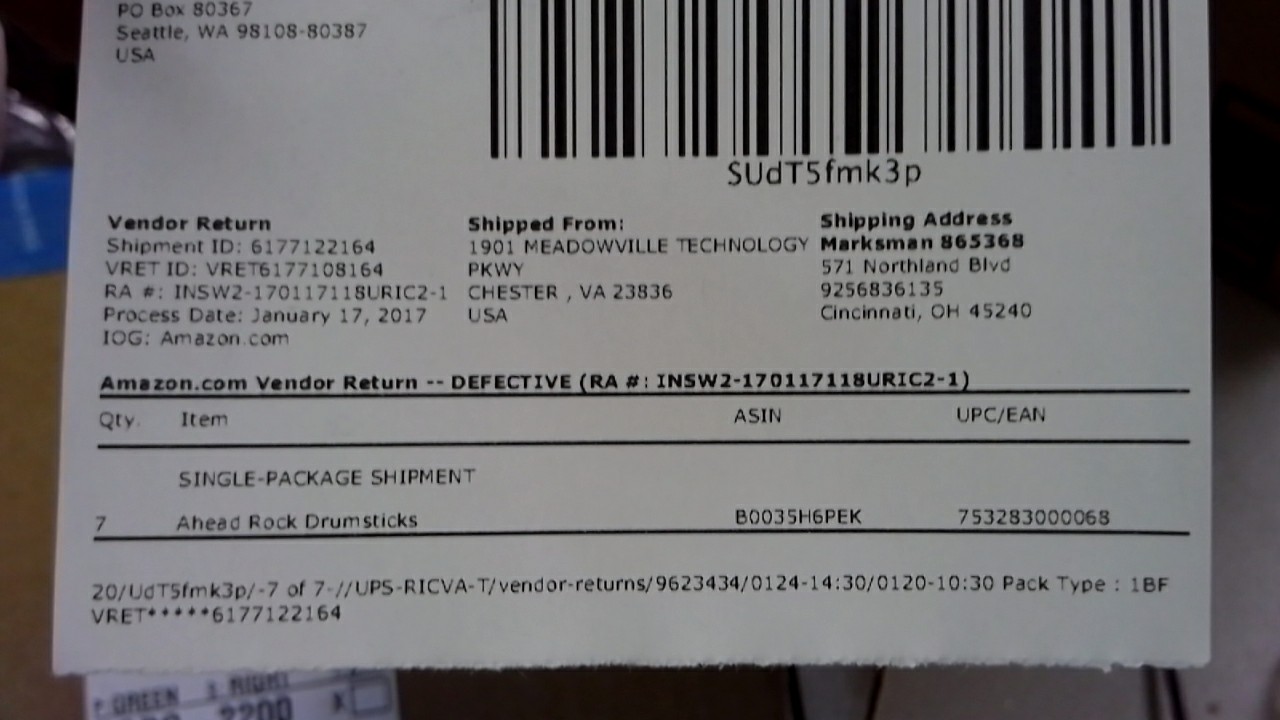 PO Box 80367
Seattle, WA 98108-80387
USA
SUdT5fmk3p
Vendor Return
Shipment ID: 6177122164
VRET ID: VRET6177108164
RA #: INSW2-170117118URIC2-1
Process Date: January 17, 2017
IOG: Amazon.com
Shipped From:
1901 MEADOWVILLE TECHNOLOGY
PKWY
CHESTER , VA 23836
USA
Shipping Address
Marksman 865368
571 Northland Blvd
9256836135
Cincinnati, OH 45240
Amazon.com Vendor Return -- DEFECTIVE (RA #: INSW2-170117118URIC2-1)
Qty. Item ASIN UPC/EAN
SINGLE-PACKAGE SHIPMENT
7 Ahead Rock Drumsticks B0035H6PEK 753283000068
20/UdT5fmk3p/-7 of 7-//UPS-RICVA-T/vendor-returns/9623434/0124-14:30/0120-10:30 Pack Type : 1BF
VRET*****6177122164
GREEN RIGHT
2200 X